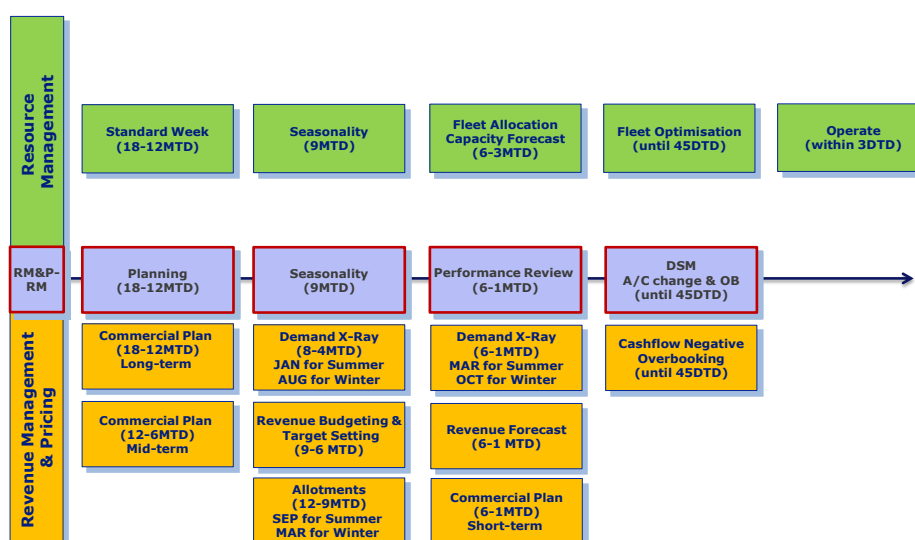 Resource
Management
Standard Week
(18-12MTD)
Seasonality
(9MTD)
Fleet Allocation
Capacity Forecast
(6-3MTD)
Fleet Optimisation
(until 45DTD)
Operate
(within 3DTD)
RM&P-
RM
Planning
(18-12MTD)
Seasonality
(9MTD)
Performance Review
(6-1MTD)
DSM
A/C change & OB
(until 45DTD)
Revenue Management
& Pricing
Commercial Plan
(18-12MTD)
Long-term
Demand X-Ray
(8-4MTD)
JAN for Summer
AUG for Winter
Demand X-Ray
(6-1MTD)
MAR for Summer
OCT for Winter
Cashflow Negative
Overbooking
(until 45DTD)
Commercial Plan
(12-6MTD)
Mid-term
Revenue Budgeting &
Target Setting
(9-6 MTD)
Revenue Forecast
(6-1 MTD)
Allotments
(12-9MTD)
SEP for Summer
MAR for Winter
Commercial Plan
(6-1MTD)
Short-term